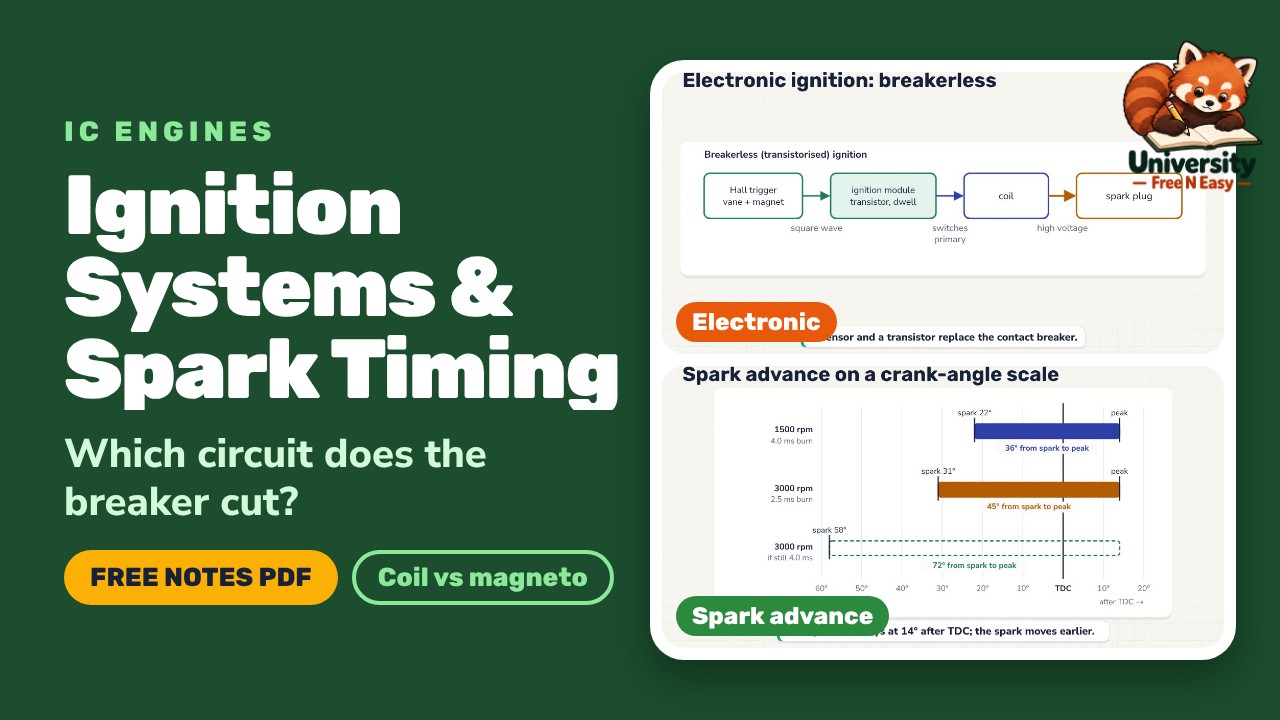 IC ENGINES
Ignition
Systems &
Spark Timing
Which circuit does the
breaker cut?
FREE NOTES PDF
Coil vs magneto
Electronic ignition: breakerless
Breakerless (transistorised) ignition
Hall trigger
vane + magnet
ignition module
transistor, dwell
coil
spark plug
square wave
switches
primary
high voltage
Electronic
and a transistor replace the contact breaker.
University
Free N Easy
Spark advance on a crank-angle scale
spark 22°
peak
1500 rpm
4.0 ms burn
36° from spark to peak
spark 31°
peak
3000 rpm
2.5 ms burn
45° from spark to peak
spark 58°
3000 rpm
if still 4.0 ms
72° from spark to peak
60° 50° 40° 30° 20° 10° TDC 10° 20°
after TDC →
Spark advance
at 14° after TDC; the spark moves earlier.